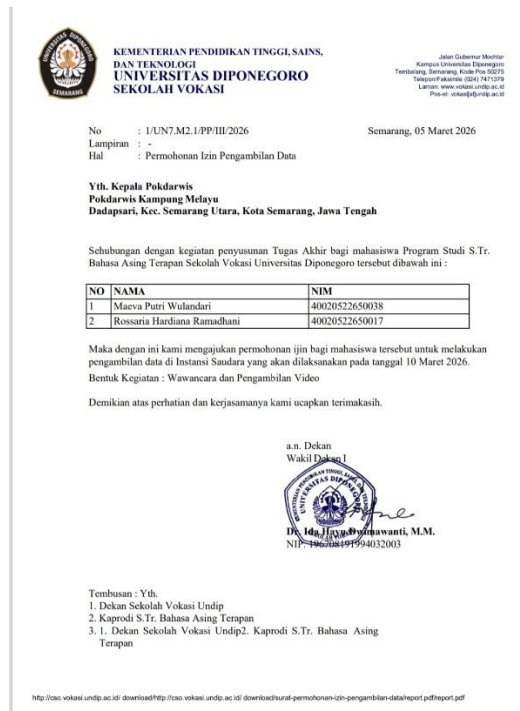 KEMENTERIAN PENDIDIKAN TINGGI, SAINS,
DAN TEKNOLOGI
UNIVERSITAS DIPONEGORO
SEKOLAH VOKASI
Jalan Gubernur Mochtar
Kampus Universitas Diponegoro
Tembalang, Semarang, Kode Pos 50275
Telepon/Faksimile (024) 7471379
Laman: www.vokasi.undip.ac.id
Pos-el: vokasi[at]undip.ac.id
SEMARANG
No : 1/UN7.M2.1/PP/III/2026
Semarang, 05 Maret 2026
Lampiran : -
Hal : Permohonan Izin Pengambilan Data
Yth. Kepala Pokdarwis
Pokdarwis Kampung Melayu
Dadapsari, Kec. Semarang Utara, Kota Semarang, Jawa Tengah
Sehubungan dengan kegiatan penyusunan Tugas Akhir bagi mahasiswa Program Studi S.Tr.
Bahasa Asing Terapan Sekolah Vokasi Universitas Diponegoro tersebut dibawah ini :
NO NAMA NIM
1 Maeva Putri Wulandari 40020522650038
2 Rossaria Hardiana Ramadhani 40020522650017
Maka dengan ini kami mengajukan permohonan ijin bagi mahasiswa tersebut untuk melakukan
pengambilan data di Instansi Saudara yang akan dilaksanakan pada tanggal 10 Maret 2026.
Bentuk Kegiatan : Wawancara dan Pengambilan Video
Demikian atas perhatian dan kerjasamanya kami ucapkan terimakasih.
a.n. Dekan
Wakil Dekan I
Dr. Ida Hayu Dwimawanti, M.M.
NIP. 196708191994032003
Tembusan : Yth.
1. Dekan Sekolah Vokasi Undip
2. Kaprodi S.Tr. Bahasa Asing Terapan
3. 1. Dekan Sekolah Vokasi Undip2. Kaprodi S.Tr. Bahasa Asing
Terapan
http://cso.vokasi.undip.ac.id/ download/http://cso.vokasi.undip.ac.id/ download/surat-permohonan-izin-pengambilan-data/report.pdf/report.pdf